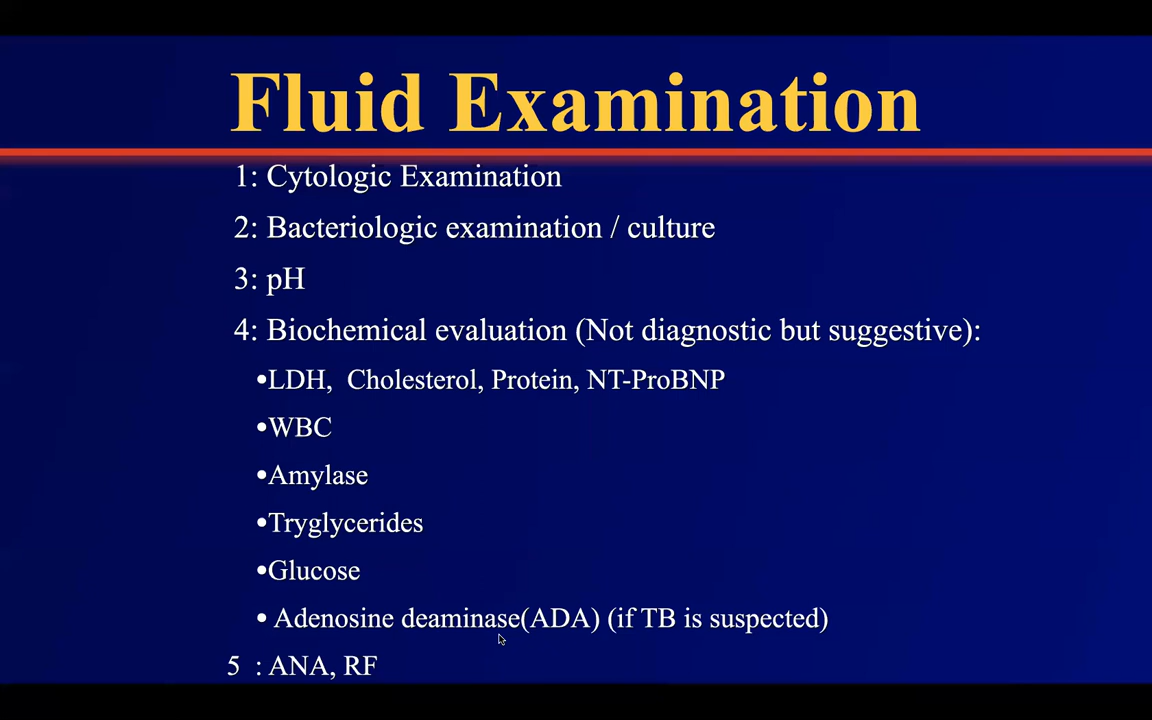 Fluid Examination
1: Cytologic Examination
2: Bacteriologic examination / culture
3: pH
4: Biochemical evaluation (Not diagnostic but suggestive):
•LDH,  Cholesterol, Protein, NT-ProBNP
•WBC
•Amylase
•Tryglycerides
•Glucose
• Adenosine deaminase(ADA) (if TB is suspected)
5  : ANA, RF